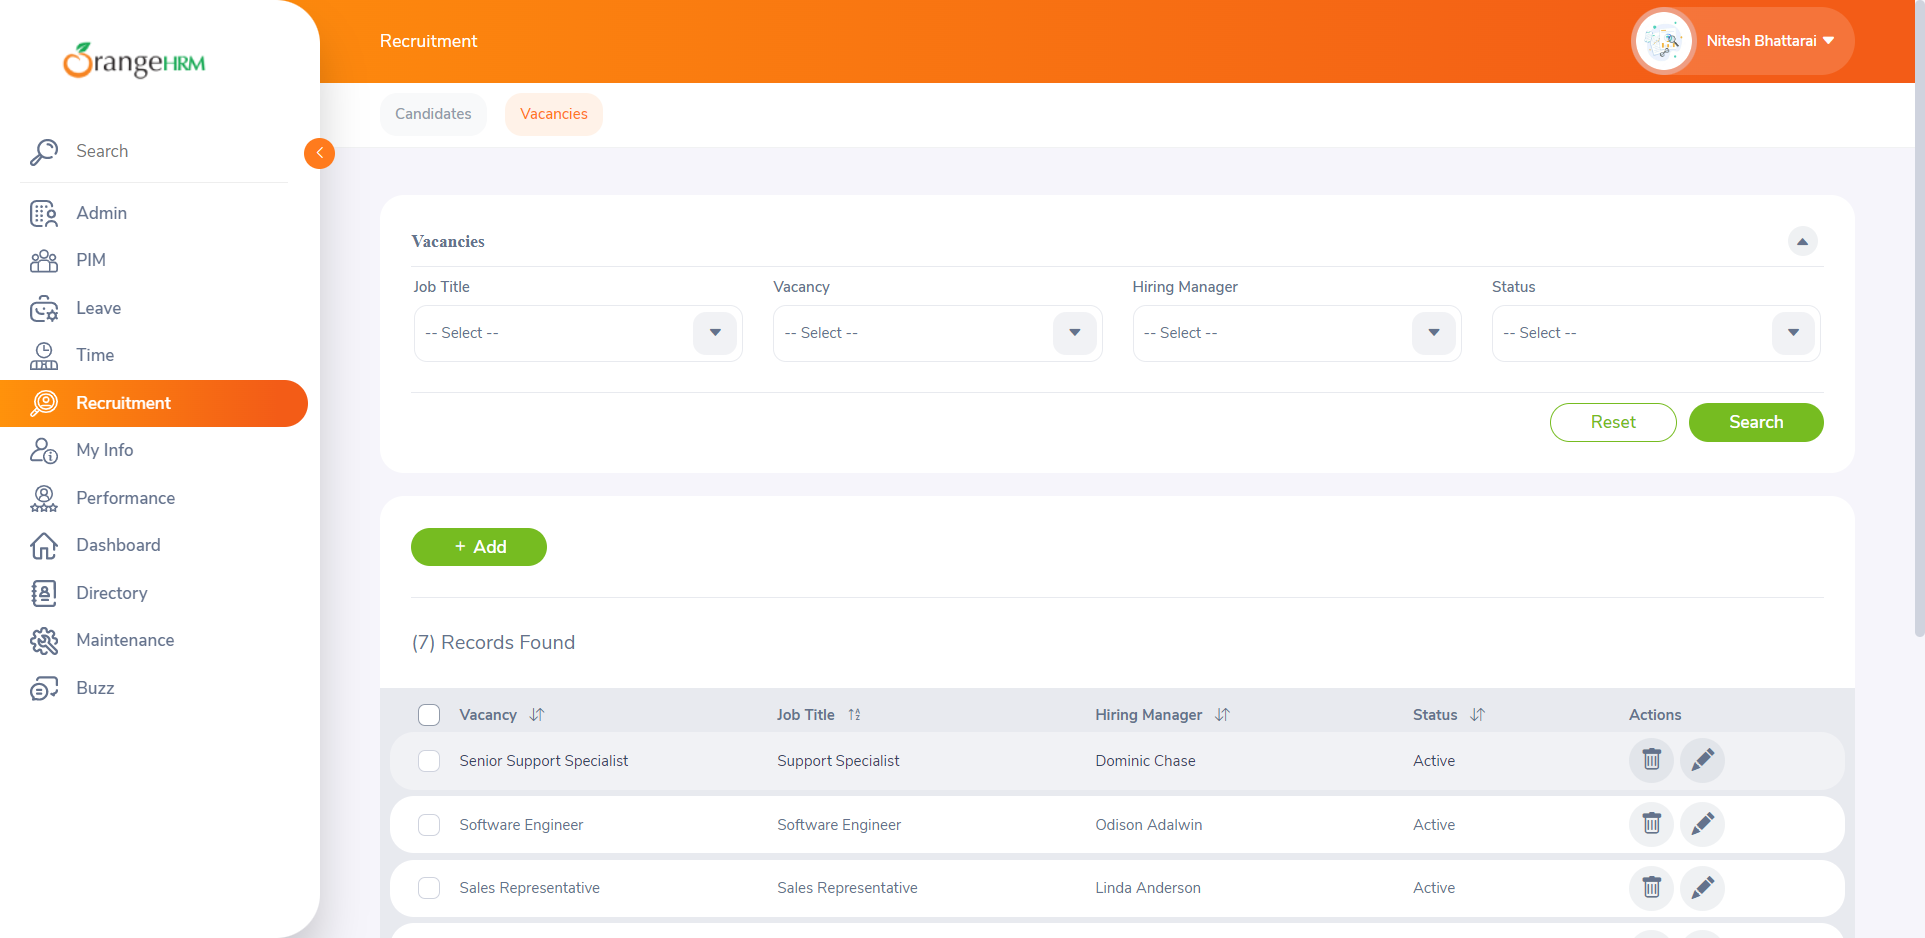 OrangeHRM
Recruitment
Nitesh Bhattarai
Candidates
Vacancies
Search
Admin
PIM
Leave
Time
Recruitment
My Info
Performance
Dashboard
Directory
Maintenance
Buzz
Vacancies
Job Title Vacancy Hiring Manager Status
-- Select -- -- Select -- -- Select -- -- Select --
Reset Search
+ Add
(7) Records Found
Vacancy Job Title Hiring Manager Status Actions
Senior Support Specialist Support Specialist Dominic Chase Active
Software Engineer Software Engineer Odison Adalwin Active
Sales Representative Sales Representative Linda Anderson Active